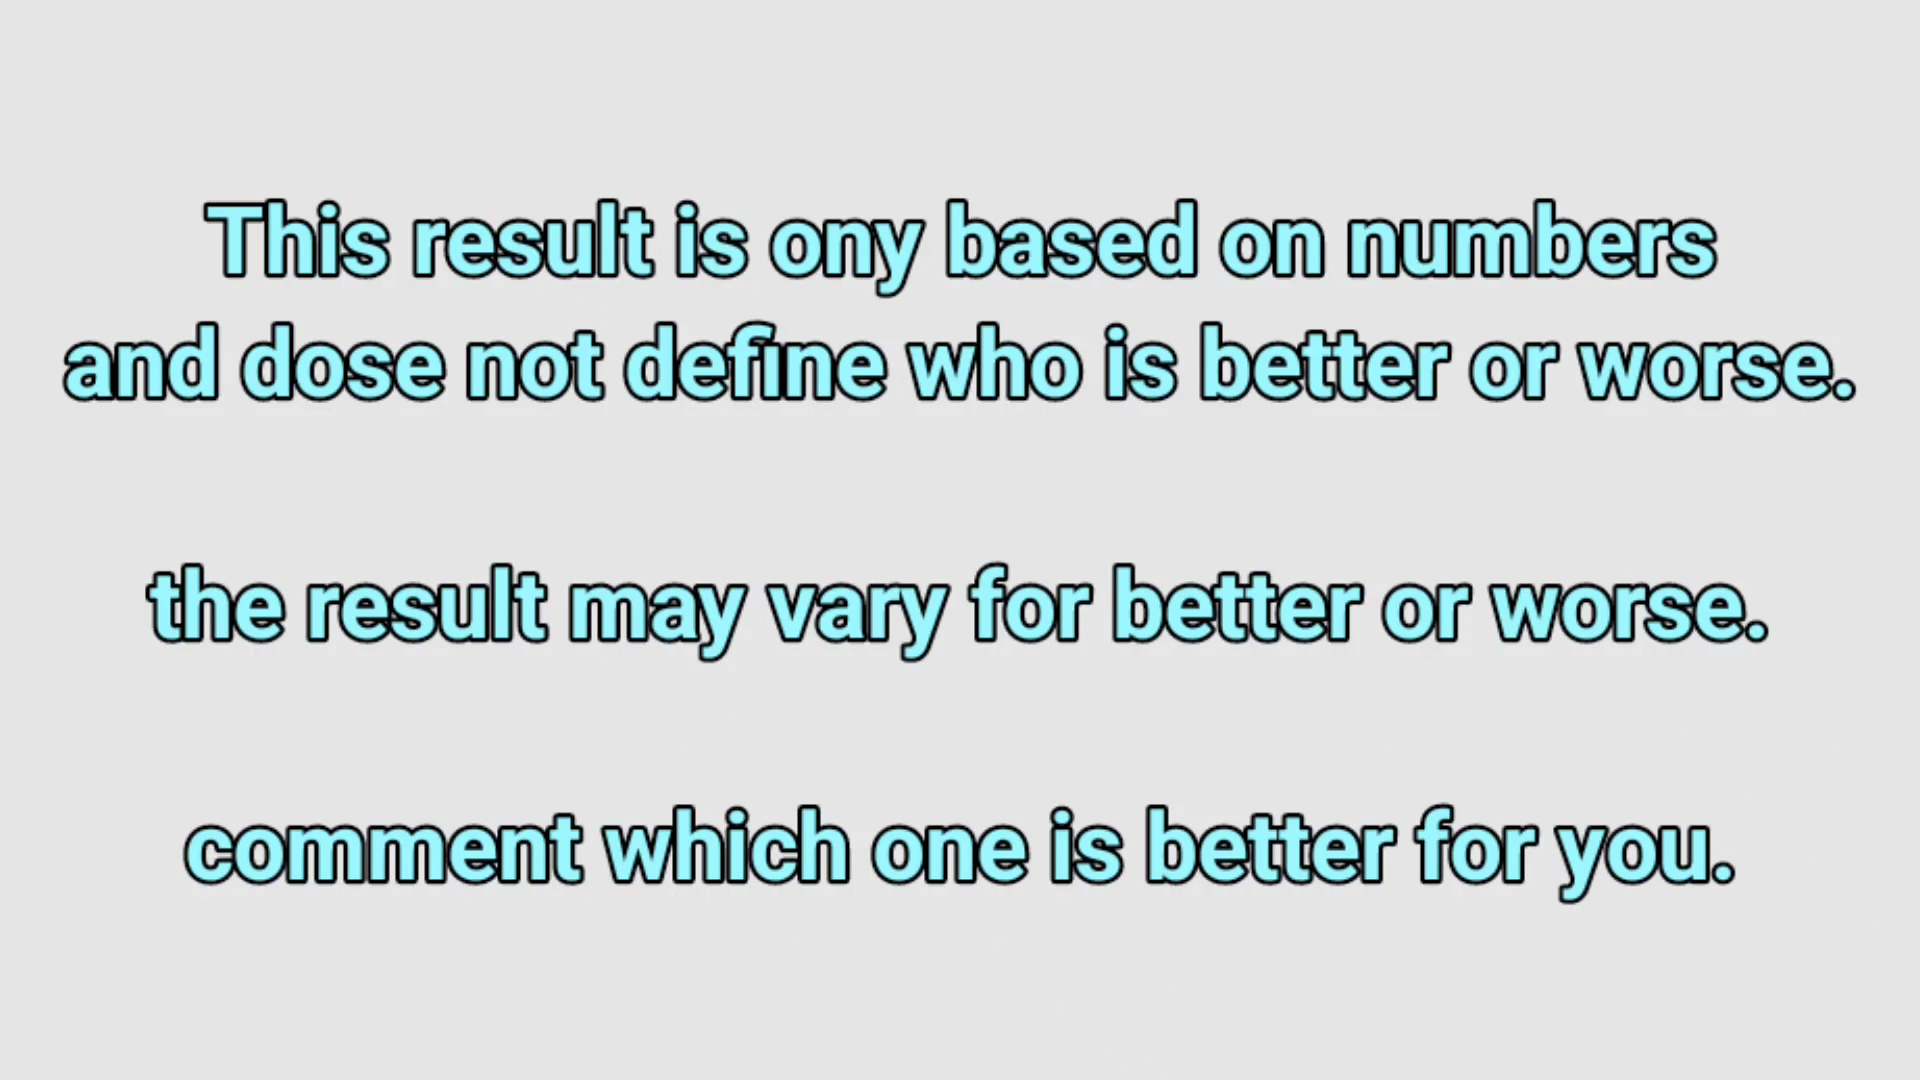 This result is ony based on numbers
and dose not define who is better or worse.
the result may vary for better or worse.
comment which one is better for you.